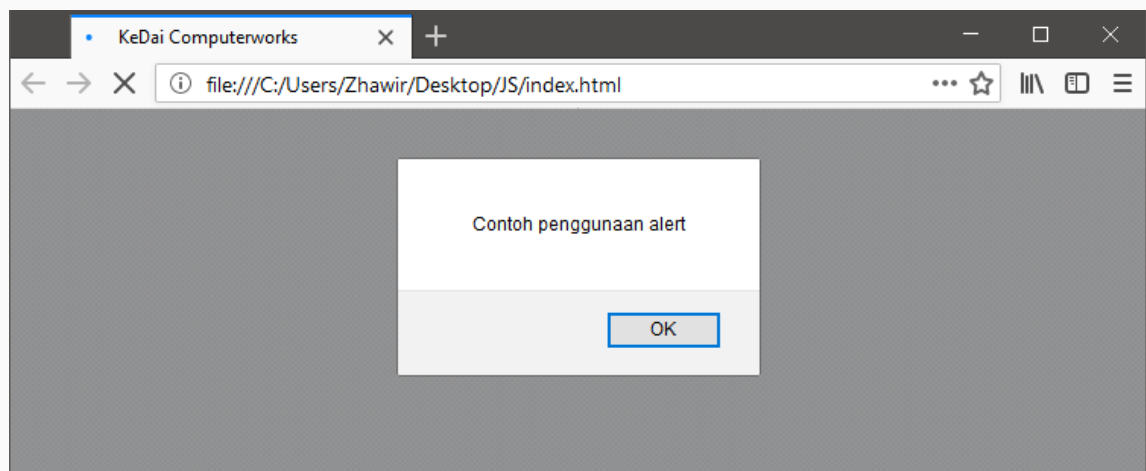 KeDai Computerworks
file:///C:/Users/Zhawir/Desktop/JS/index.html
Contoh penggunaan alert
OK